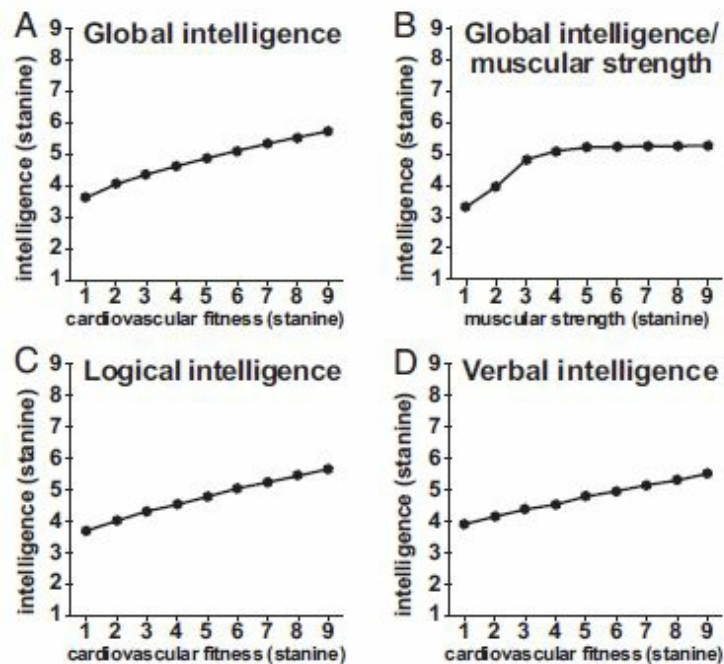 A Global intelligence
9
8
7
6
5
4
3
2
1
intelligence (stanine)
1 2 3 4 5 6 7 8 9
cardiovascular fitness (stanine)
B Global intelligence/
muscular strength
9
8
7
6
5
4
3
2
1
intelligence (stanine)
1 2 3 4 5 6 7 8 9
muscular strength (stanine)
C Logical intelligence
9
8
7
6
5
4
3
2
1
intelligence (stanine)
1 2 3 4 5 6 7 8 9
cardiovascular fitness (stanine)
D Verbal intelligence
9
8
7
6
5
4
3
2
1
intelligence (stanine)
1 2 3 4 5 6 7 8 9
cardiovascular fitness (stanine)